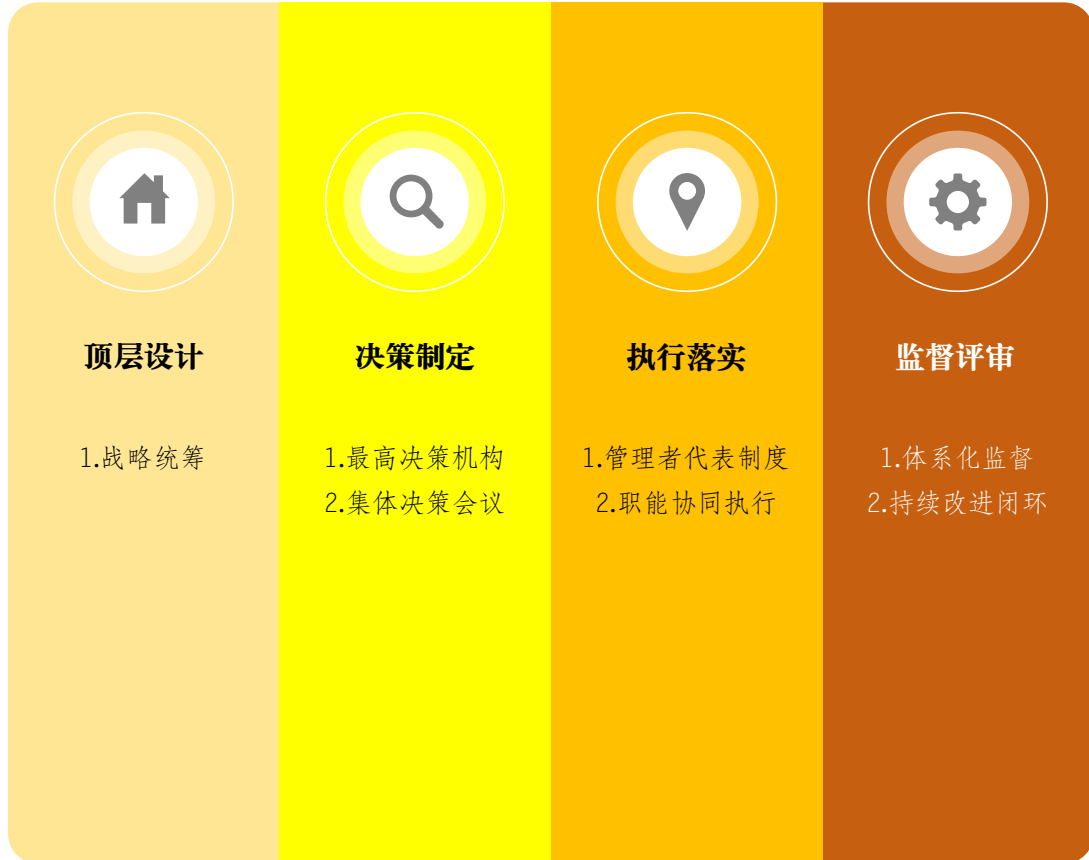 顶层设计
1.战略统筹
决策制定
1.最高决策机构
2.集体决策会议
执行落实
1.管理者代表制度
2.职能协同执行
监督评审
1.体系化监督
2.持续改进闭环